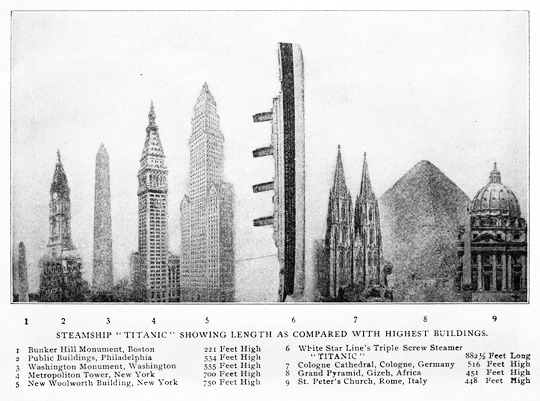 1 2 3 4 5 6 7 8 9
STEAMSHIP "TITANIC" SHOWING LENGTH AS COMPARED WITH HIGHEST BUILDINGS.
1 Bunker Hill Monument, Boston 221 Feet High
2 Public Buildings, Philadelphia 534 Feet High
3 Washington Monument, Washington 555 Feet High
4 Metropoliton Tower, New York 700 Feet High
5 New Woolworth Building, New York 750 Feet High
6 White Star Line's Triple Screw Steamer
"TITANIC" 882½ Feet Long
7 Cologne Cathedral, Cologne, Germany 516 Feet High
8 Grand Pyramid, Gizeh, Africa 451 Feet High
9 St. Peter's Church, Rome, Italy 448 Feet High